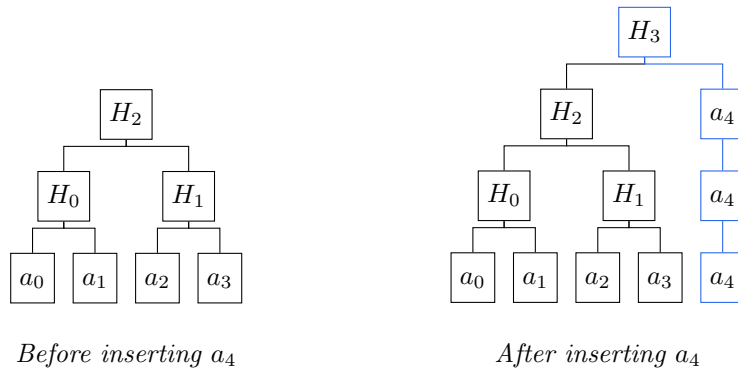 H₃
H₂ H₂ a₄
H₀ H₁ H₀ H₁ a₄
a₀ a₁ a₂ a₃ a₀ a₁ a₂ a₃ a₄
Before inserting a₄ After inserting a₄